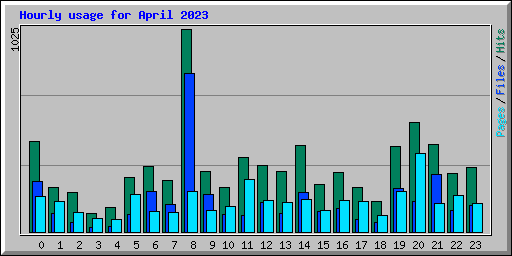 Hourly usage for April 2023
1025
Pages/Files/Hits
0 1 2 3 4 5 6 7 8 9 10 11 12 13 14 15 16 17 18 19 20 21 22 23